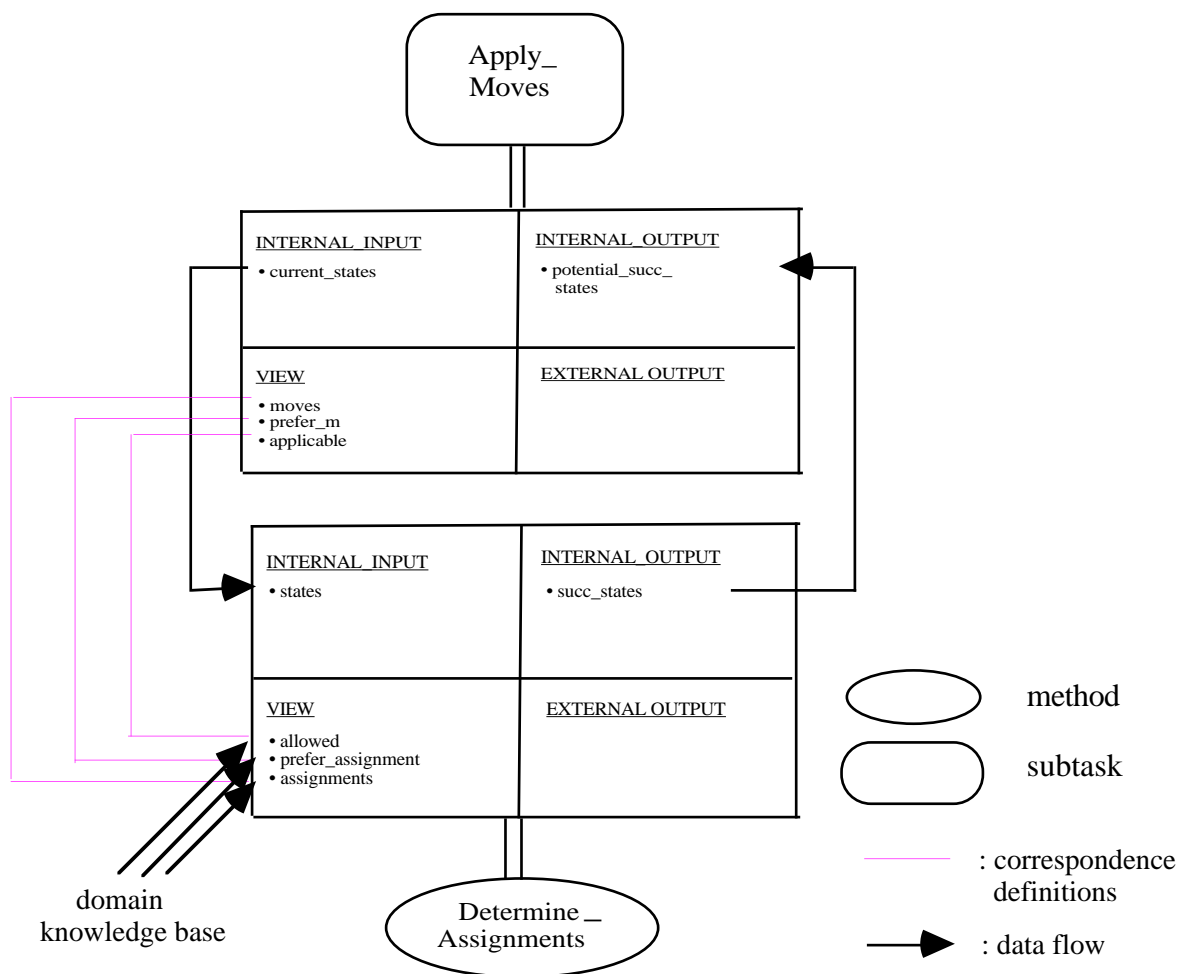 Apply_
Moves
INTERNAL_INPUT
• current_states
INTERNAL_OUTPUT
• potential_succ_
states
VIEW
• moves
• prefer_m
• applicable
EXTERNAL OUTPUT
INTERNAL_INPUT
• states
INTERNAL_OUTPUT
• succ_states
VIEW
• allowed
• prefer_assignment
• assignments
EXTERNAL OUTPUT
method
subtask
: correspondence
definitions
: data flow
domain
knowledge base
Determine_
Assignments